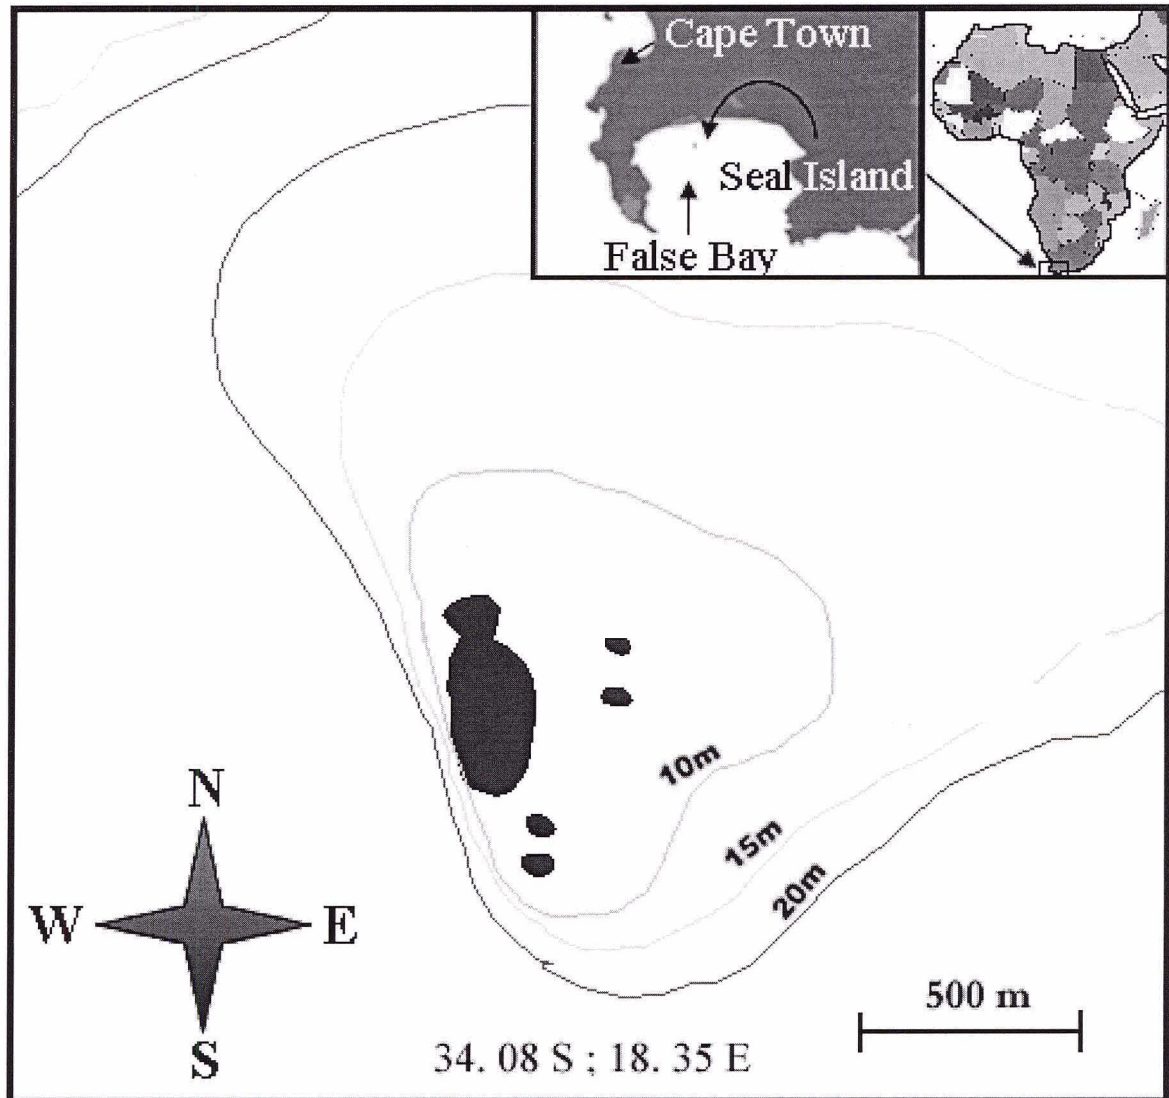 Cape Town
Seal Island
False Bay
10m
15m
20m
N
W E
S
500 m
34. 08 S ; 18. 35 E